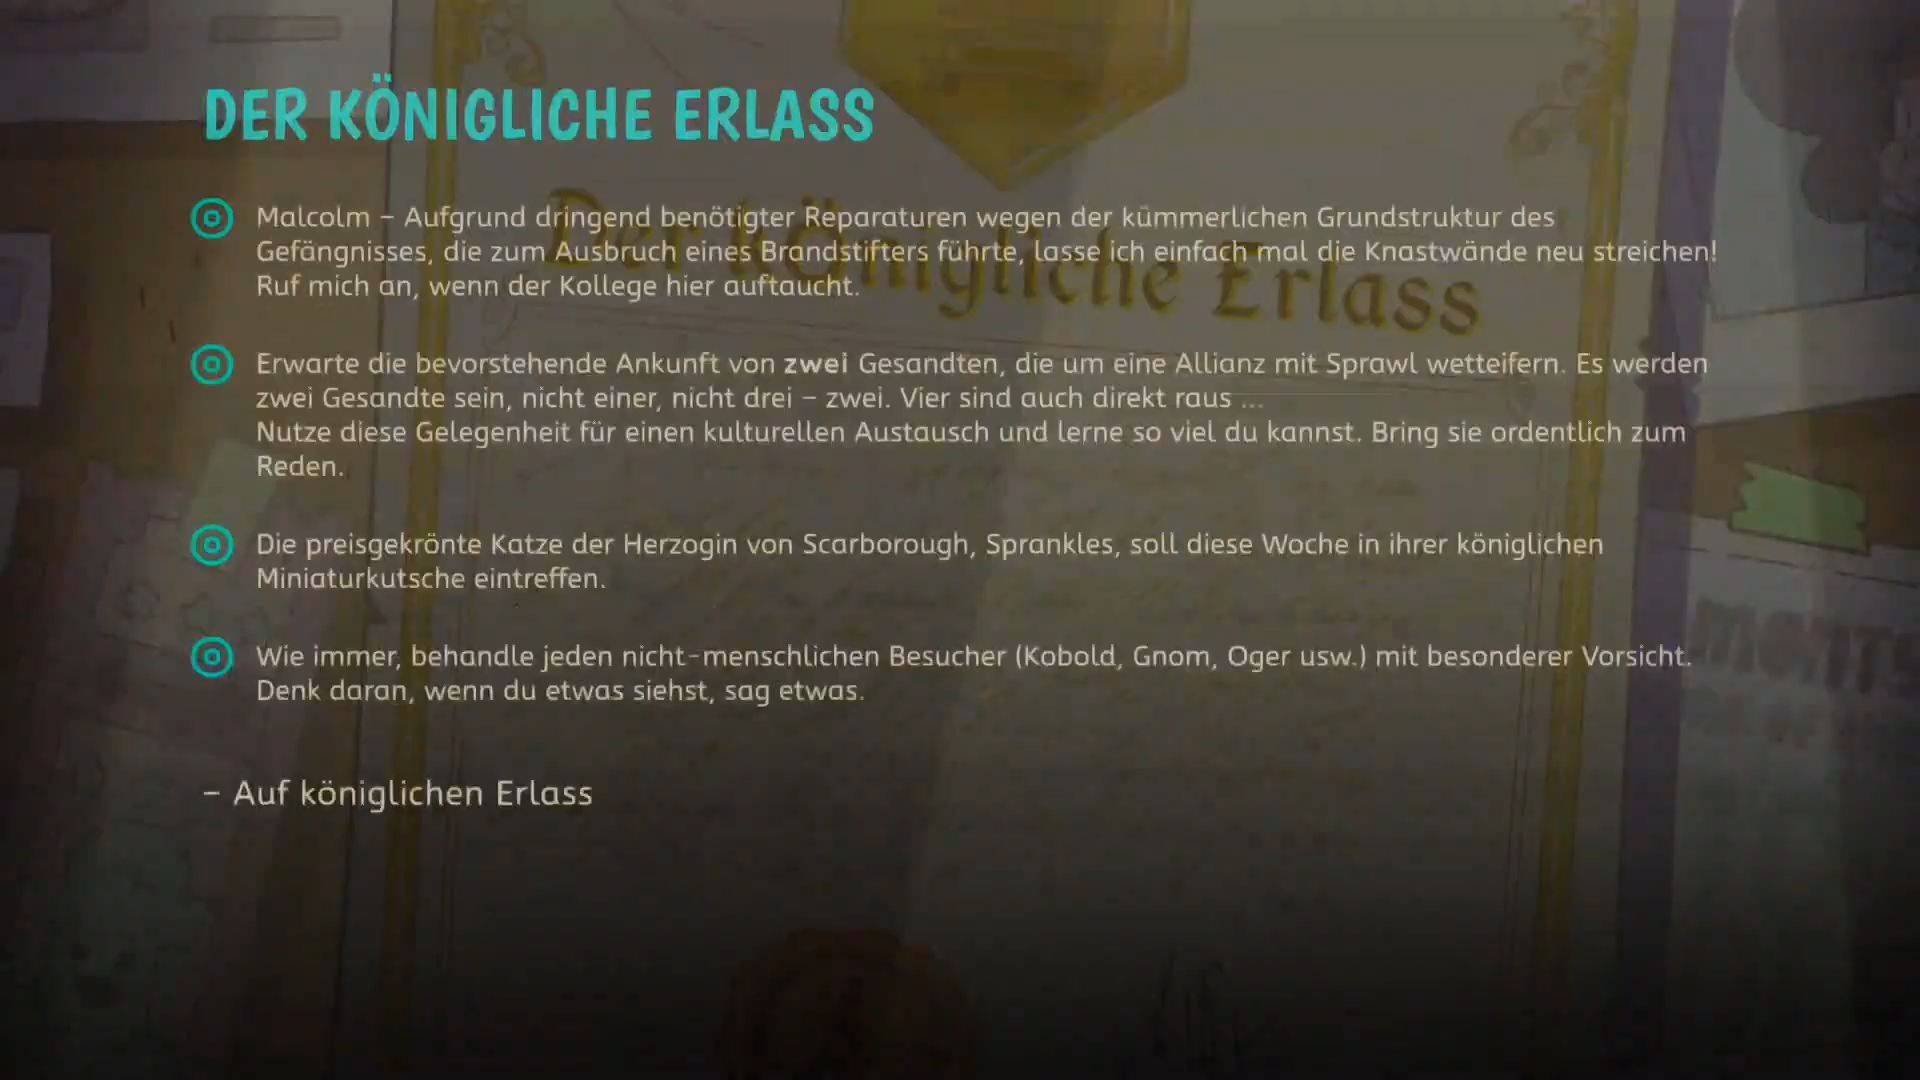 DER KÖNIGLICHE ERLASS
Malcolm – Aufgrund dringend benötigter Reparaturen wegen der kümmerlichen Grundstruktur des
Gefängnisses, die zum Ausbruch eines Brandstifters führte, lasse ich einfach mal die Knastwände neu streichen!
Ruf mich an, wenn der Kollege hier auftaucht.
Der königliche Erlass
Erwarte die bevorstehende Ankunft von zwei Gesandten, die um eine Allianz mit Sprawl wetteifern. Es werden
zwei Gesandte sein, nicht einer, nicht drei – zwei. Vier sind auch direkt raus ...
Nutze diese Gelegenheit für einen kulturellen Austausch und lerne so viel du kannst. Bring sie ordentlich zum
Reden.
Die preisgekrönte Katze der Herzogin von Scarborough, Sprankles, soll diese Woche in ihrer königlichen
Miniaturkutsche eintreffen.
Wie immer, behandle jeden nicht-menschlichen Besucher (Kobold, Gnom, Oger usw.) mit besonderer Vorsicht.
Denk daran, wenn du etwas siehst, sag etwas.
– Auf königlichen Erlass